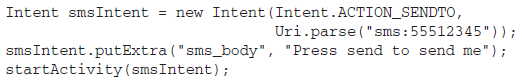 Intent smsIntent = new Intent(Intent.ACTION_SENDTO,
                              Uri.parse("sms:55512345"));
smsIntent.putExtra("sms_body", "Press send to send me");
startActivity(smsIntent);